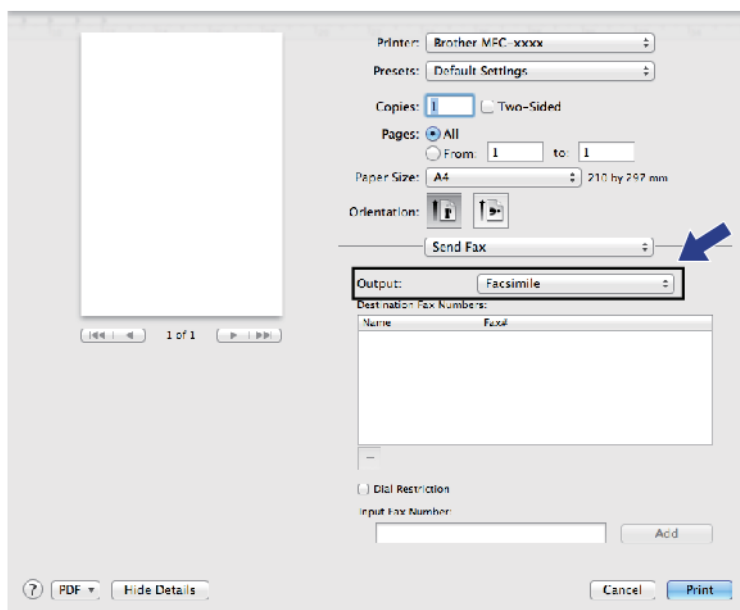 Printer: Brother MFC-xxxx
Presets: Default Settings
Copies: 1 Two-Sided
Pages: All
From: 1 to: 1
Paper Size: A4 210 by 297 mm
Orientation:
Send Fax
Output: Facsimile
Destination Fax Numbers:
Name Fax#
1 of 1
Dial Restriction
Input Fax Number:
Add
? PDF Hide Details Cancel Print